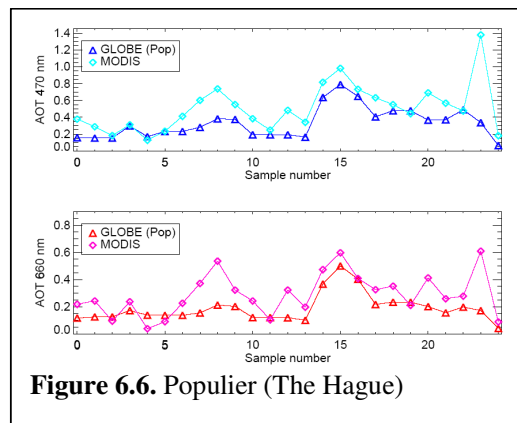 1.4
1.2
1.0
0.8
0.6
0.4
0.2
0.0
AOT 470 nm
GLOBE (Pop)
MODIS
0 5 10 15 20
Sample number
0.8
0.6
0.4
0.2
0.0
AOT 660 nm
GLOBE (Pop)
MODIS
0 5 10 15 20
Sample number
Figure 6.6. Populier (The Hague)